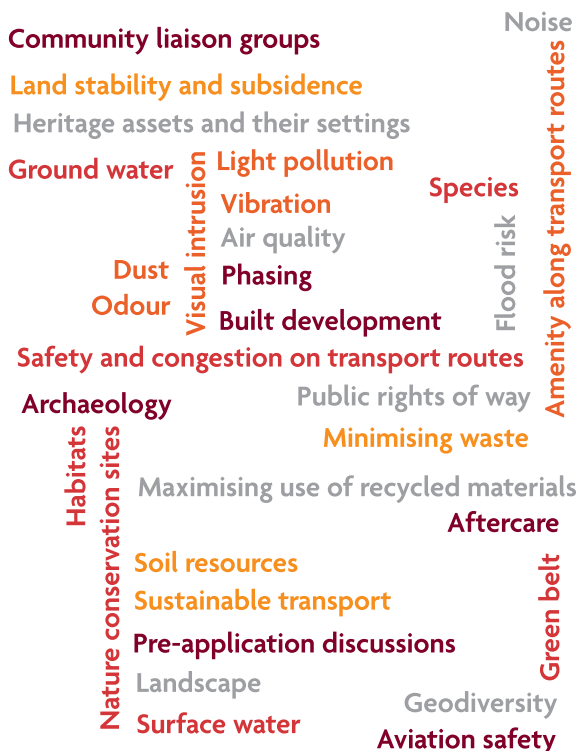 Noise
Community liaison groups
Land stability and subsidence
Heritage assets and their settings
Amenity along transport routes
Ground water
Visual intrusion
Light pollution
Species
Vibration
Flood risk
Air quality
Dust
Phasing
Odour
Built development
Safety and congestion on transport routes
Public rights of way
Archaeology
Minimising waste
Habitats
Nature conservation sites
Maximising use of recycled materials
Aftercare
Green belt
Soil resources
Sustainable transport
Pre-application discussions
Landscape
Geodiversity
Surface water
Aviation safety